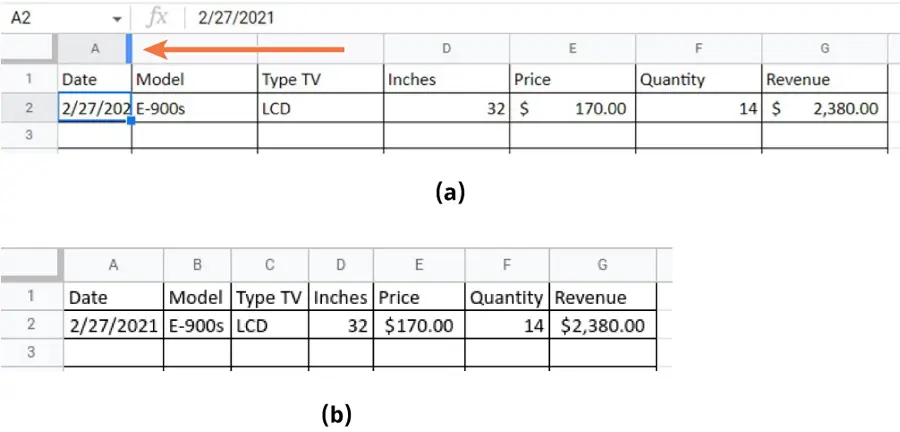 A2 fx 2/27/2021
A D E F G
1 Date Model Type TV Inches Price Quantity Revenue
2 2/27/202 E-900s LCD 32 $ 170.00 14 $ 2,380.00
3
(a)
A B C D E F G
1 Date Model Type TV Inches Price Quantity Revenue
2 2/27/2021 E-900s LCD 32 $170.00 14 $2,380.00
3
(b)